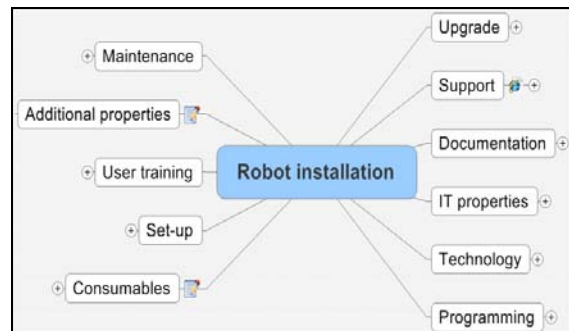 Upgrade
Maintenance
Support
Additional properties
Documentation
Robot installation
User training
IT properties
Set-up
Technology
Consumables
Programming